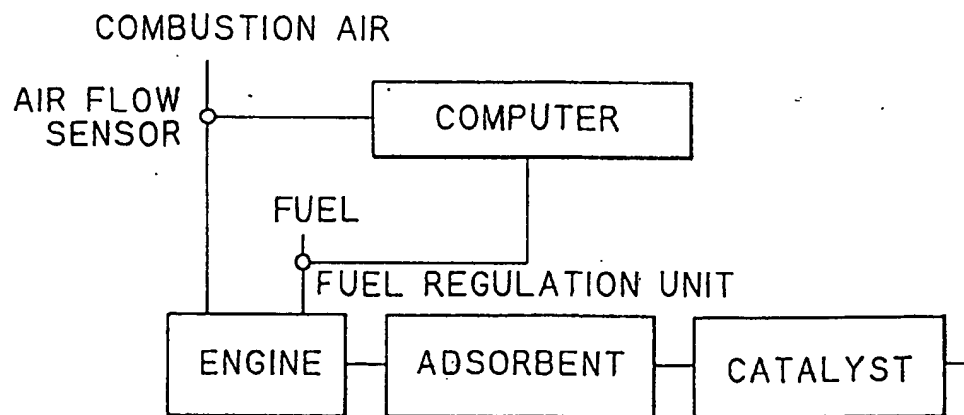 COMBUSTION AIR
AIR FLOW
SENSOR
COMPUTER
FUEL
FUEL REGULATION UNIT
ENGINE
ADSORBENT
CATALYST